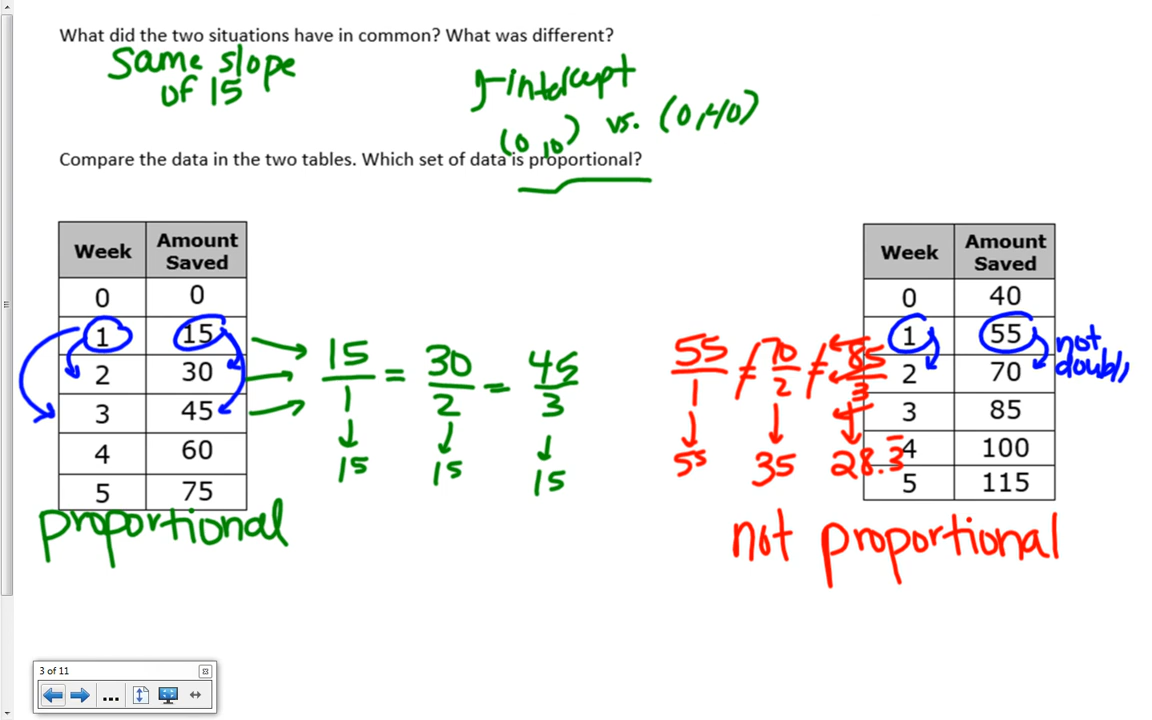 What did the two situations have in common? What was different?
Same slope
of 15
y-intercept
(0,10) vs. (0,40)
Compare the data in the two tables. Which set of data is proportional?
Week Amount Saved
0 0
1 15
2 30
3 45
4 60
5 75
15/1 = 30/2 = 45/3
15 15 15
proportional
55/1 ≠ 70/2 ≠ 85/3
55 35 28.3̅
Week Amount Saved
0 40
1 55
2 70
3 85
4 100
5 115
not
doubl
not proportional
3 of 11